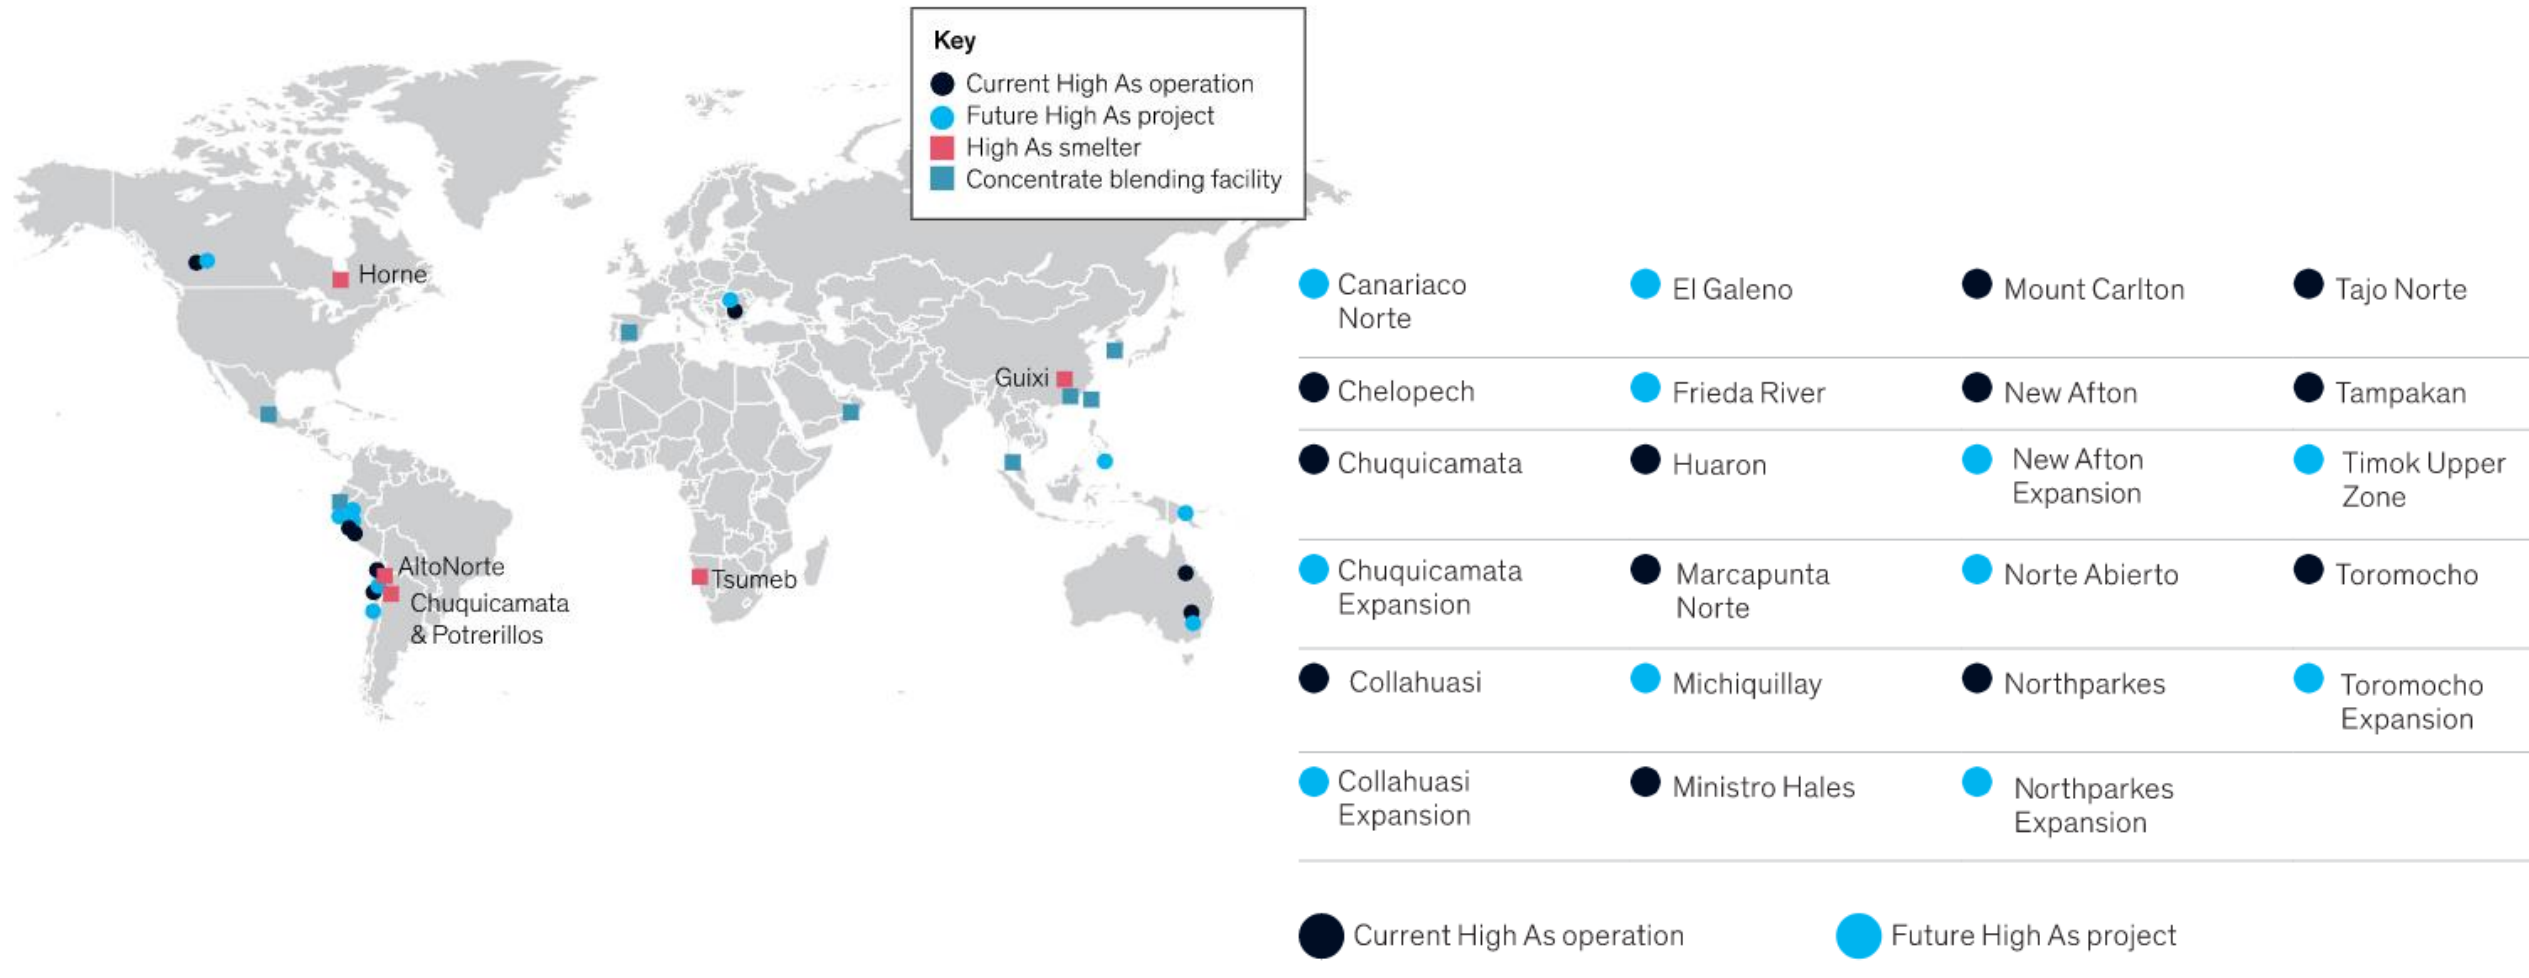 Key
Current High As operation
Future High As project
High As smelter
Concentrate blending facility
Horne
Guixi
AltoNorte
Chuquicamata
& Potrerillos
Tsumeb
Canariaco
Norte
El Galeno
Mount Carlton
Tajo Norte
Chelopech
Frieda River
New Afton
Tampakan
Chuquicamata
Huaron
New Afton
Expansion
Timok Upper
Zone
Chuquicamata
Expansion
Marcapunta
Norte
Norte Abierto
Toromocho
Collahuasi
Michiquillay
Northparkes
Toromocho
Expansion
Collahuasi
Expansion
Ministro Hales
Northparkes
Expansion
Current High As operation
Future High As project